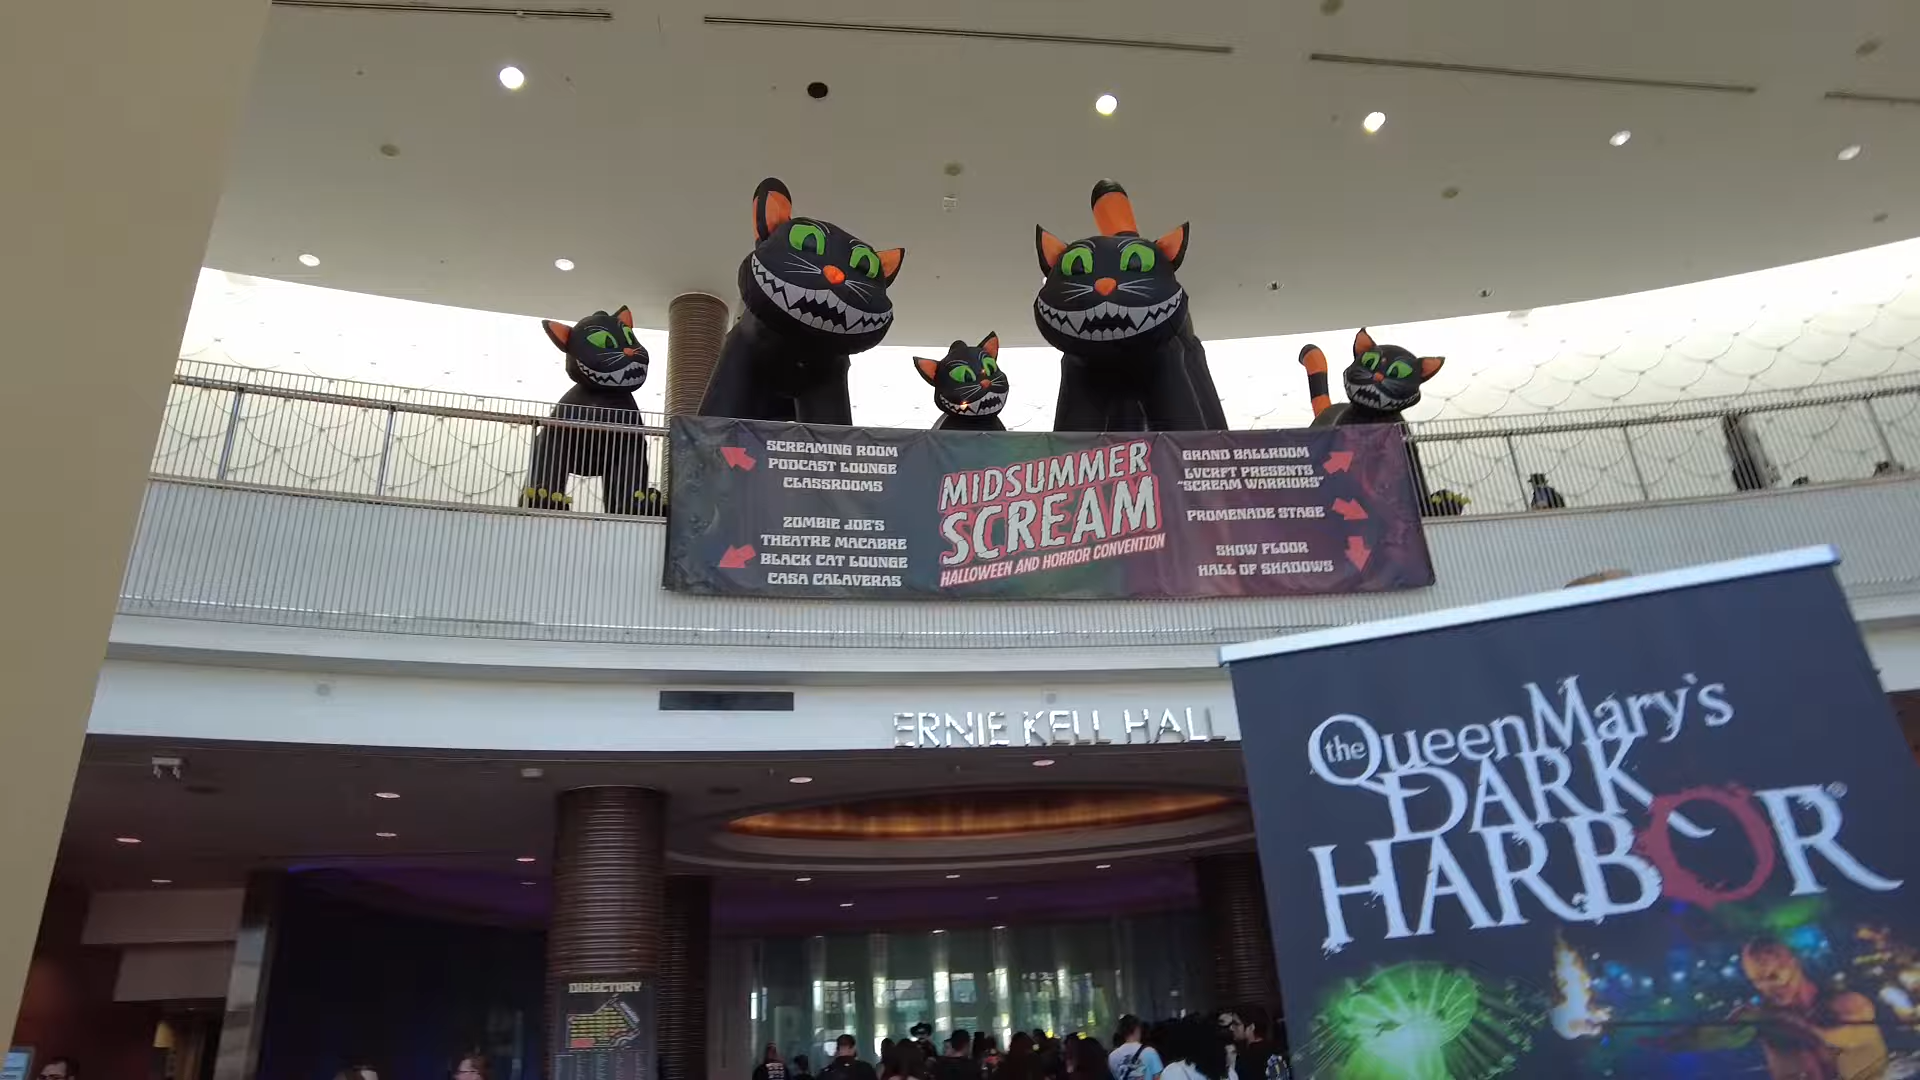 SCREAMING ROOM
PODCAST LOUNGE
CLASSROOMS
ZOMBIE JOE'S
THEATRE MACABRE
BLACK CAT LOUNGE
CASA CALAVERAS
MIDSUMMER
SCREAM
HALLOWEEN AND HORROR CONVENTION
GRAND BALLROOM
LVCRFT PRESENTS
"SCREAM WARRIORS"
PROMENADE STAGE
SHOW FLOOR
HALL OF SHADOWS
ERNIE KELL HALL
the Queen Mary's
DARK
HARBOR®
DIRECTORY